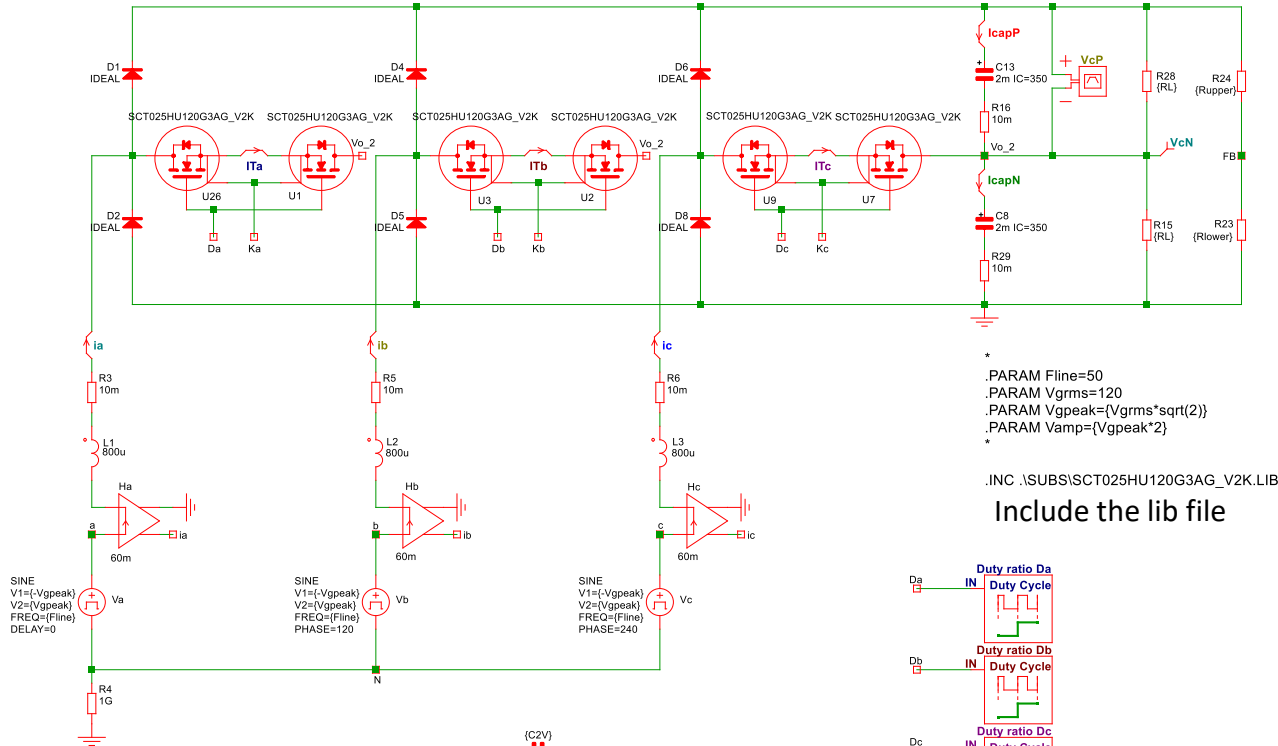 IcapP
D1
IDEAL
D4
IDEAL
D6
IDEAL
+
C13
2m IC=350
+
VcP
R28
{RL}
R24
{Rupper}
R16
10m
SCT025HU120G3AG_V2K
SCT025HU120G3AG_V2K
SCT025HU120G3AG_V2K
SCT025HU120G3AG_V2K
SCT025HU120G3AG_V2K
SCT025HU120G3AG_V2K
Vo_2
Vo_2
Vo_2
VcN
FB
ITa
ITb
ITc
IcapN
U26
U1
U3
U2
U9
U7
D2
IDEAL
D5
IDEAL
D8
IDEAL
+
C8
2m IC=350
R15
{RL}
R23
{Rlower}
Da
Ka
Db
Kb
Dc
Kc
R29
10m
ia
ib
ic
R3
10m
R5
10m
R6
10m
*
.PARAM Fline=50
.PARAM Vgrms=120
.PARAM Vgpeak={Vgrms*sqrt(2)}
.PARAM Vamp={Vgpeak*2}
*
L1
800u
L2
800u
L3
800u
.INC .\SUBS\SCT025HU120G3AG_V2K.LIB
Include the lib file
Ha
Hb
Hc
a
ia
b
ib
c
ic
60m
60m
60m
SINE
V1={-Vgpeak}
V2={Vgpeak}
FREQ={Fline}
DELAY=0
Va
SINE
V1={-Vgpeak}
V2={Vgpeak}
FREQ={Fline}
PHASE=120
Vb
SINE
V1={-Vgpeak}
V2={Vgpeak}
FREQ={Fline}
PHASE=240
Vc
Duty ratio Da
Da
IN
Duty Cycle
Duty ratio Db
Db
IN
Duty Cycle
N
R4
1G
Duty ratio Dc
Dc
IN
Duty Cycle
{C2V}